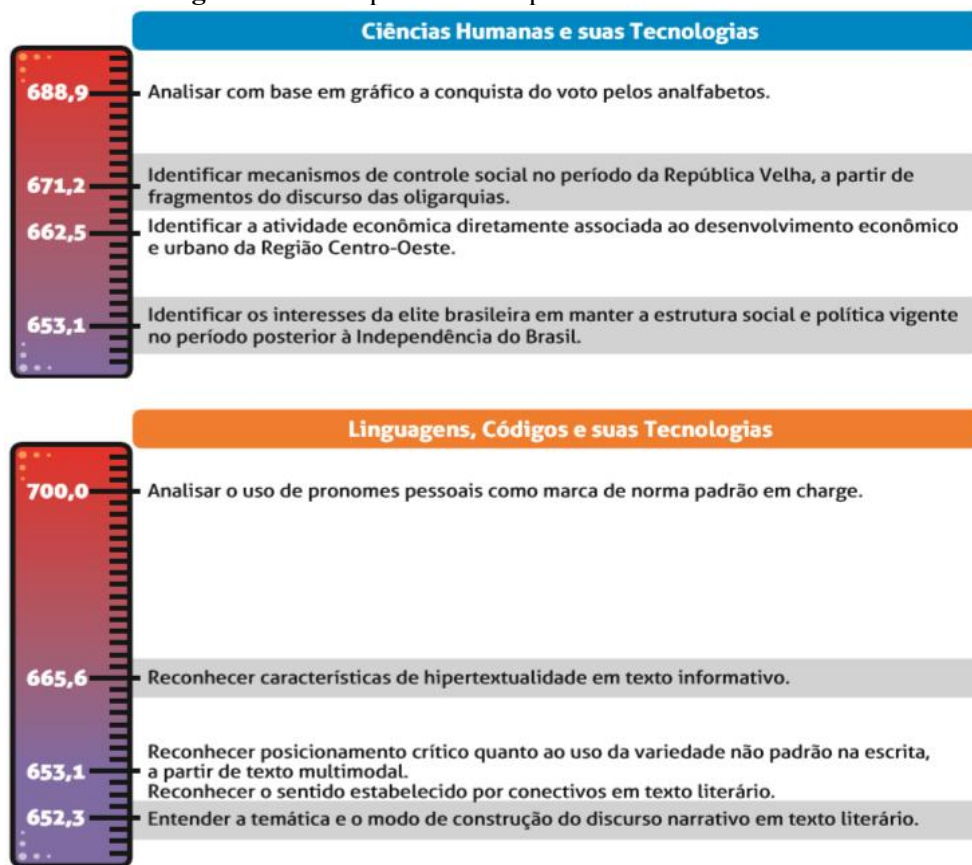 Ciências Humanas e suas Tecnologias
688,9 Analisar com base em gráfico a conquista do voto pelos analfabetos.
671,2 Identificar mecanismos de controle social no período da República Velha, a partir de
fragmentos do discurso das oligarquias.
662,5 Identificar a atividade econômica diretamente associada ao desenvolvimento econômico
e urbano da Região Centro-Oeste.
653,1 Identificar os interesses da elite brasileira em manter a estrutura social e política vigente
no período posterior à Independência do Brasil.
Linguagens, Códigos e suas Tecnologias
700,0 Analisar o uso de pronomes pessoais como marca de norma padrão em charge.
665,6 Reconhecer características de hipertextualidade em texto informativo.
Reconhecer posicionamento crítico quanto ao uso da variedade não padrão na escrita,
653,1 a partir de texto multimodal.
Reconhecer o sentido estabelecido por conectivos em texto literário.
652,3 Entender a temática e o modo de construção do discurso narrativo em texto literário.